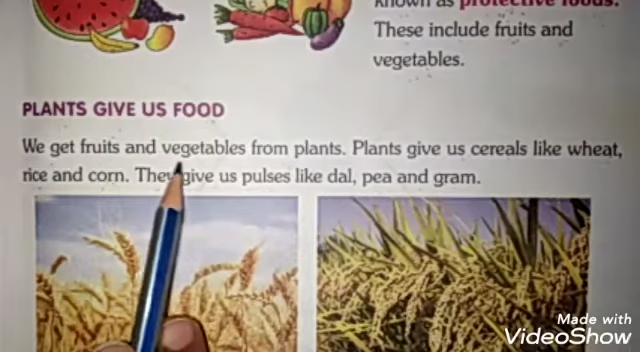 known as protective foods.
These include fruits and
vegetables.
PLANTS GIVE US FOOD
We get fruits and vegetables from plants. Plants give us cereals like wheat,
rice and corn. They give us pulses like dal, pea and gram.
Made with
VideoShow